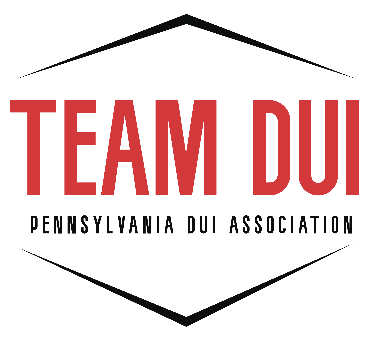 TEAM DUI
PENNSYLVANIA DUI ASSOCIATION